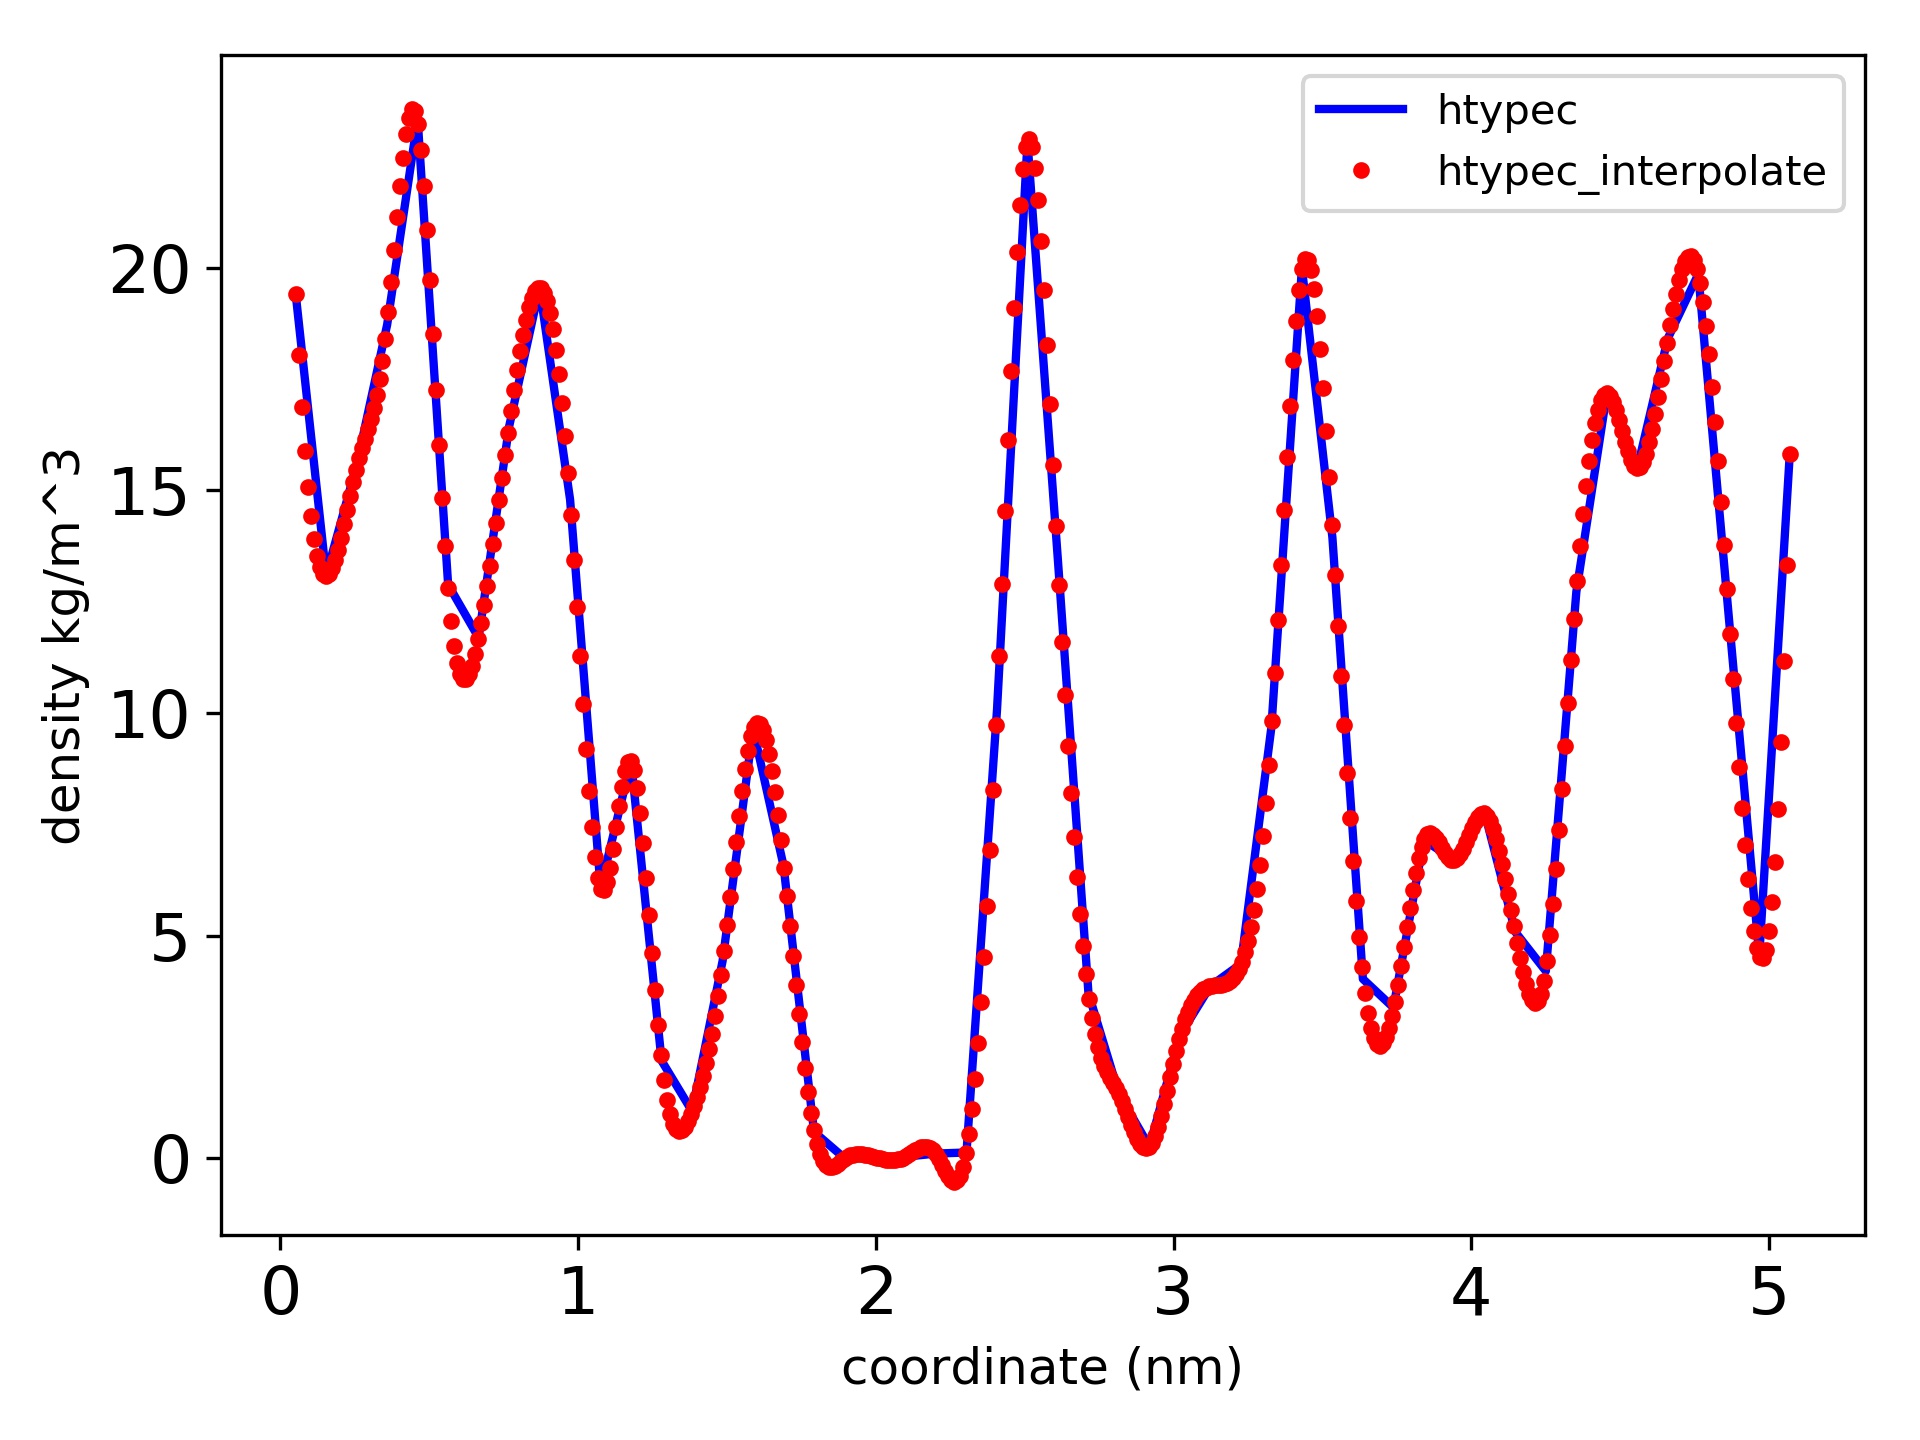 htypec
htypec_interpolate
20
15
10
5
0
density kg/m^3
0 1 2 3 4 5
coordinate (nm)